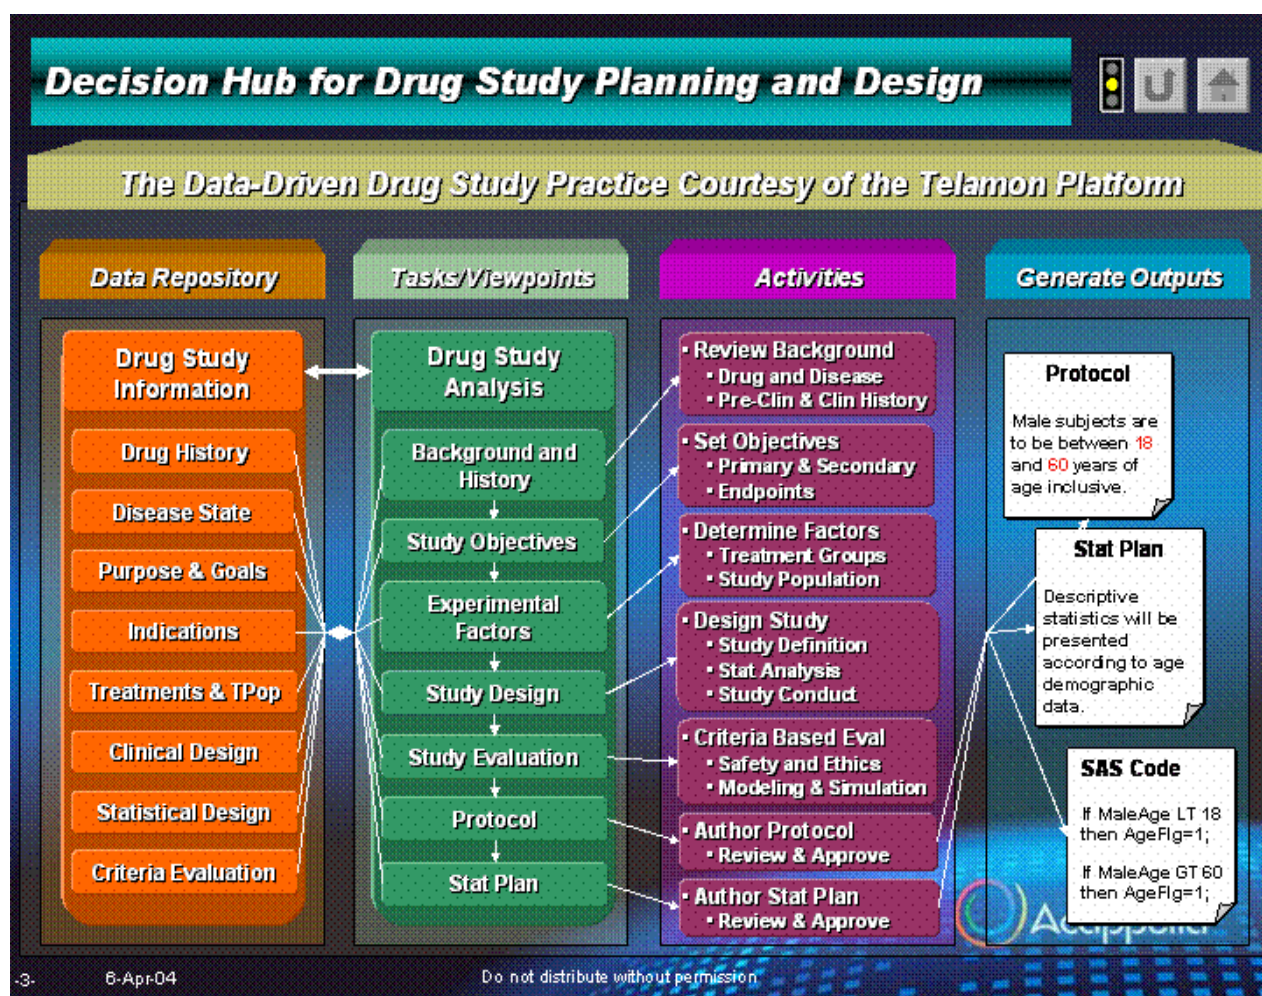 Decision Hub for Drug Study Planning and Design
The Data-Driven Drug Study Practice Courtesy of the Telamon Platform
Data Repository
Drug Study
Information
Drug History
Disease State
Purpose & Goals
Indications
Treatments & TPop
Clinical Design
Statistical Design
Criteria Evaluation
Tasks/Viewpoints
Drug Study
Analysis
Background and
History
Study Objectives
Experimental
Factors
Study Design
Study Evaluation
Protocol
Stat Plan
Activities
▪ Review Background
▪ Drug and Disease
▪ Pre-Clin & Clin History
▪ Set Objectives
▪ Primary & Secondary
▪ Endpoints
▪ Determine Factors
▪ Treatment Groups
▪ Study Population
▪ Design Study
▪ Study Definition
▪ Stat Analysis
▪ Study Conduct
▪ Criteria Based Eval
▪ Safety and Ethics
▪ Modeling & Simulation
▪ Author Protocol
▪ Review & Approve
▪ Author Stat Plan
▪ Review & Approve
Generate Outputs
Protocol
Male subjects are
to be between 18
and 60 years of
age inclusive.
Stat Plan
Descriptive
statistics will be
presented
according to age
demographic
data.
SAS Code
If MaleAge LT 18
then AgeFlg=1;
If MaleAge GT 60
then AgeFlg=1;
-3-
6-Apr-04
Do not distribute without permission